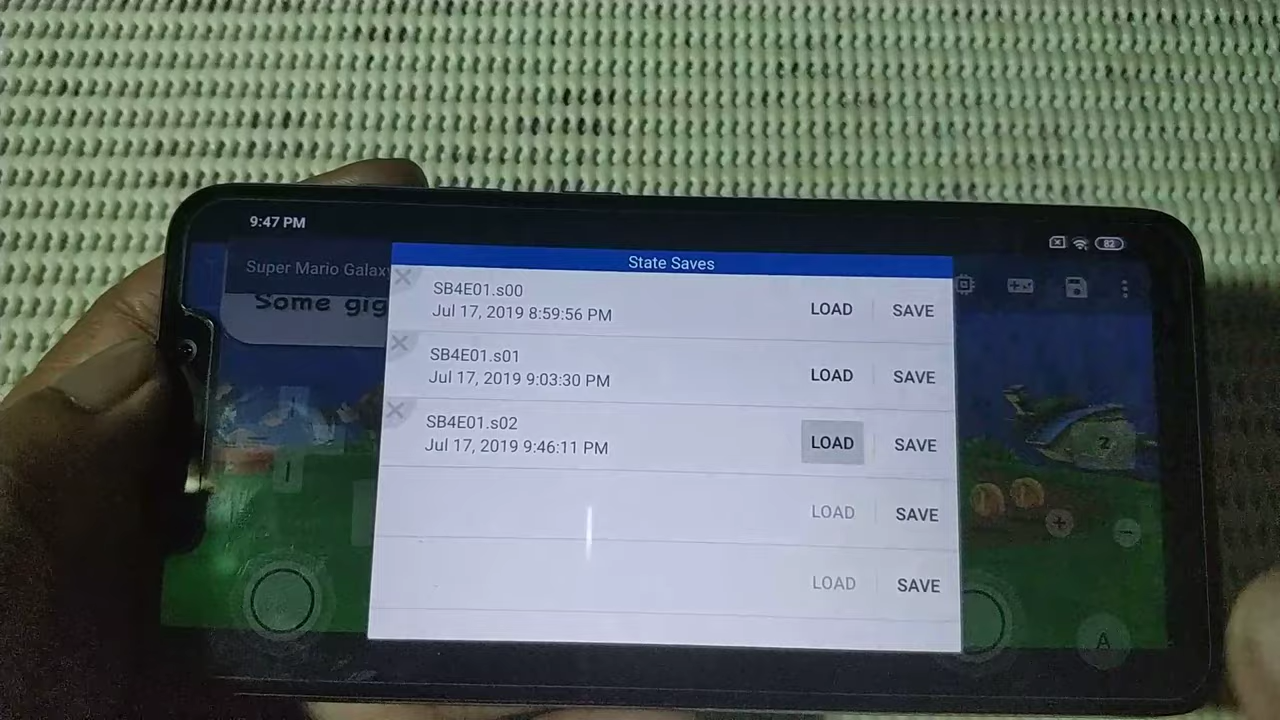 9:47 PM
82
Super Mario Galaxy
Some gig
State Saves
SB4E01.s00
Jul 17, 2019 8:59:56 PM
LOAD
SAVE
SB4E01.s01
Jul 17, 2019 9:03:30 PM
LOAD
SAVE
SB4E01.s02
Jul 17, 2019 9:46:11 PM
LOAD
SAVE
LOAD
SAVE
LOAD
SAVE
Z
A